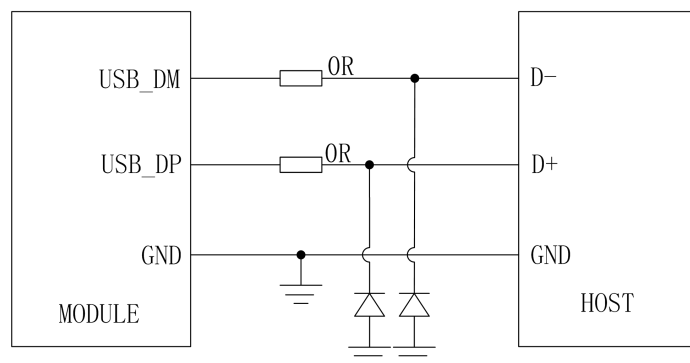 USB_DM 0R D-
USB_DP 0R D+
GND GND
MODULE HOST